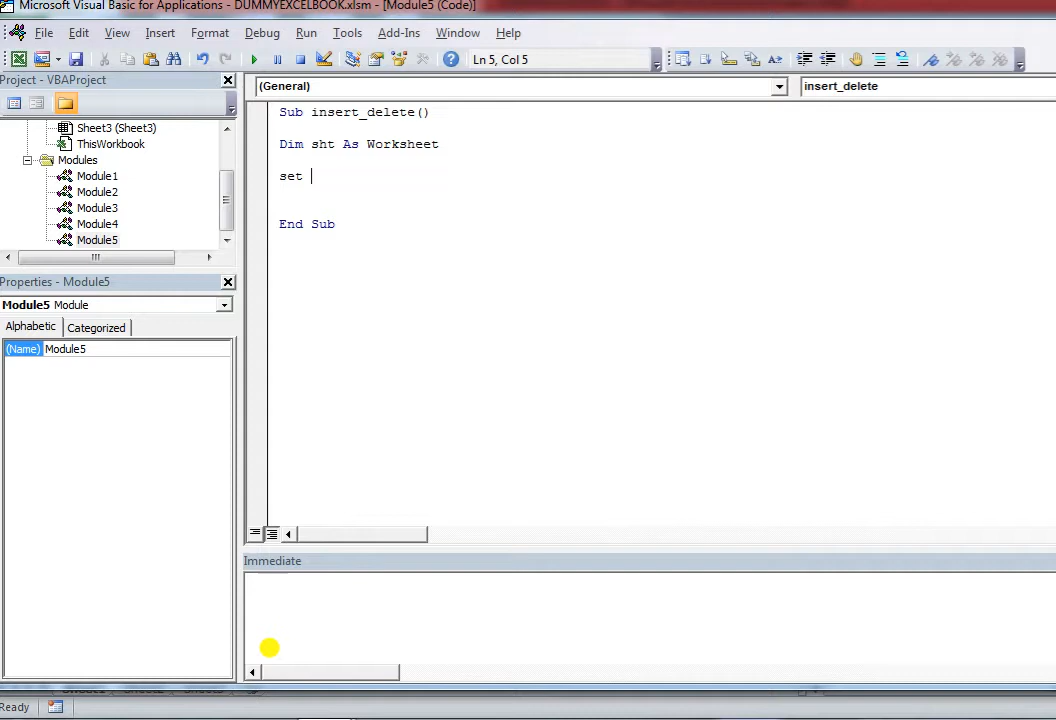 Microsoft Visual Basic for Applications - DUMMYEXCELBOOK.xlsm - [Module5 (Code)]
File Edit View Insert Format Debug Run Tools Add-Ins Window Help
Ln 5, Col 5
Project - VBAProject
(General)
insert_delete
Sheet3 (Sheet3)
ThisWorkbook
Modules
Module1
Module2
Module3
Module4
Module5
Sub insert_delete()
Dim sht As Worksheet
set
End Sub
Properties - Module5
Module5 Module
Alphabetic Categorized
(Name) Module5
Immediate
Ready